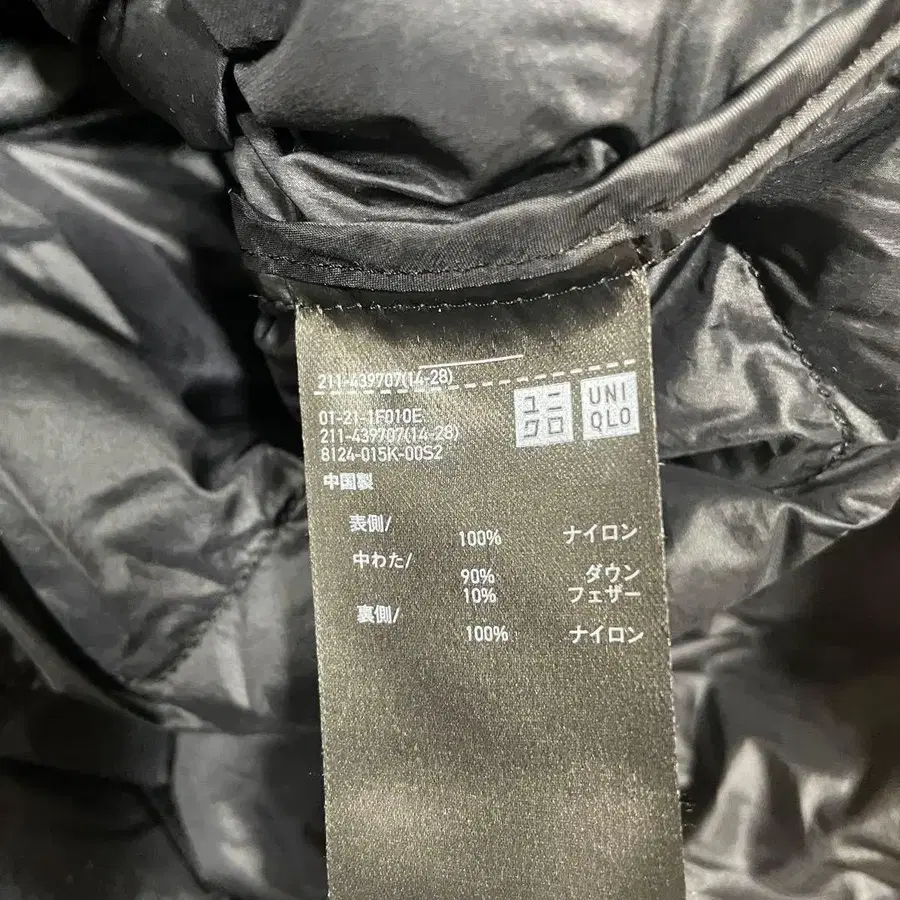 211-439707(14-28)
ユニ
クロ
UNI
QLO
01-21-1F010E
211-439707(14-28)
8124-015K-00S2
中国製
表側/
100% ナイロン
中わた/
90% ダウン
10% フェザー
裏側/
100% ナイロン